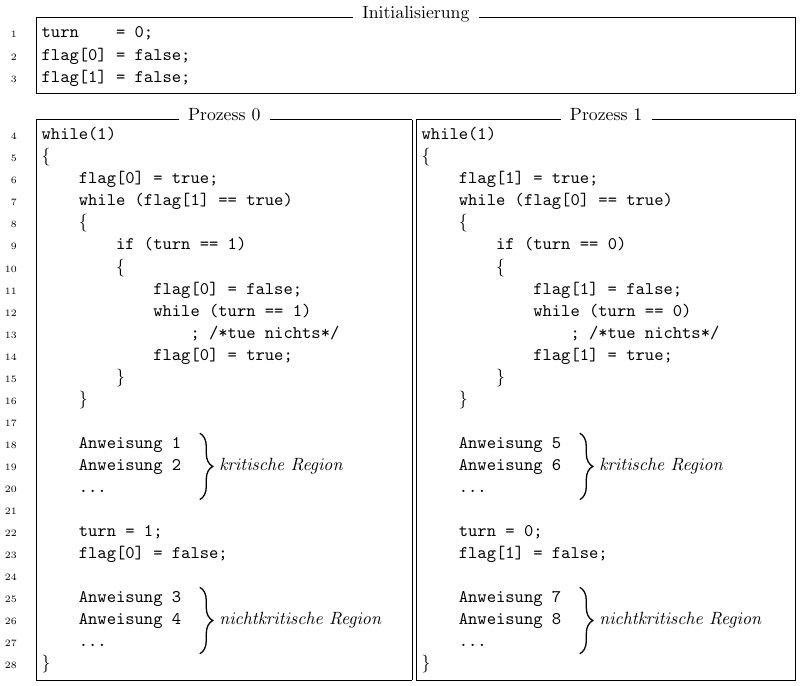 Initialisierung
1 turn    = 0;
2 flag[0] = false;
3 flag[1] = false;
Prozess 0
4 while(1)
5 {
6     flag[0] = true;
7     while (flag[1] == true)
8     {
9         if (turn == 1)
10         {
11             flag[0] = false;
12             while (turn == 1)
13                 ; /*tue nichts*/
14             flag[0] = true;
15         }
16     }
17
18     Anweisung 1
19     Anweisung 2 kritische Region
20     ...
21
22     turn = 1;
23     flag[0] = false;
24
25     Anweisung 3
26     Anweisung 4 nichtkritische Region
27     ...
28 }
Prozess 1
while(1)
{
    flag[1] = true;
    while (flag[0] == true)
    {
        if (turn == 0)
        {
            flag[1] = false;
            while (turn == 0)
                ; /*tue nichts*/
            flag[1] = true;
        }
    }
    Anweisung 5
    Anweisung 6 kritische Region
    ...
    turn = 0;
    flag[1] = false;
    Anweisung 7
    Anweisung 8 nichtkritische Region
    ...
}